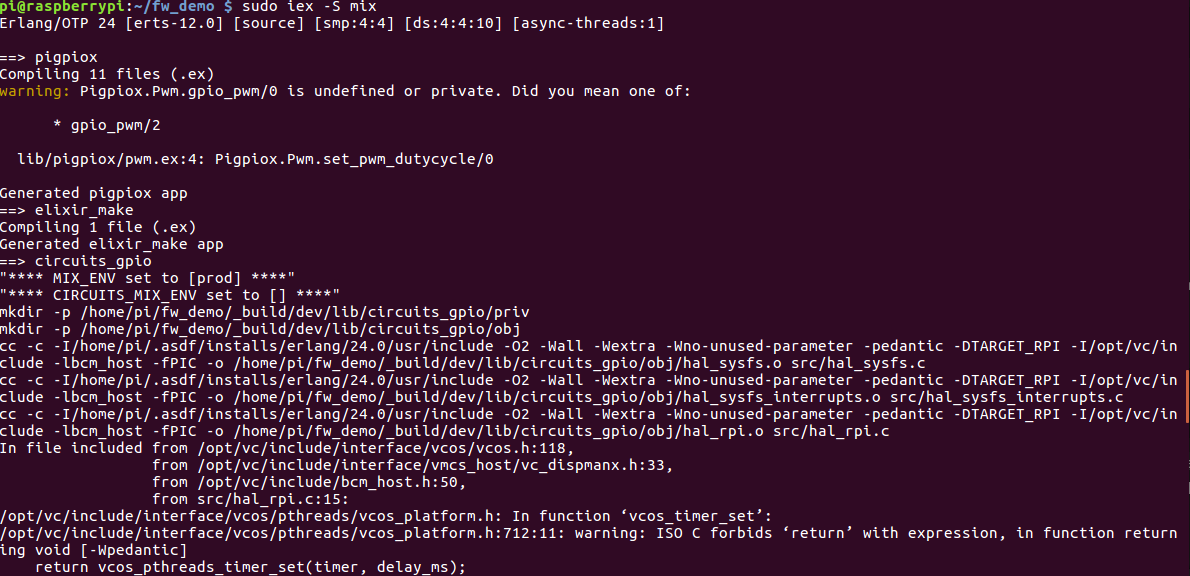 pi@raspberrypi:~/fw_demo $ sudo iex -S mix
Erlang/OTP 24 [erts-12.0] [source] [smp:4:4] [ds:4:4:10] [async-threads:1]
==> pigpiox
Compiling 11 files (.ex)
warning: Pigpiox.Pwm.gpio_pwm/0 is undefined or private. Did you mean one of:
* gpio_pwm/2
lib/pigpiox/pwm.ex:4: Pigpiox.Pwm.set_pwm_dutycycle/0
Generated pigpiox app
==> elixir_make
Compiling 1 file (.ex)
Generated elixir_make app
==> circuits_gpio
"**** MIX_ENV set to [prod] ****"
"**** CIRCUITS_MIX_ENV set to [] ****"
mkdir -p /home/pi/fw_demo/_build/dev/lib/circuits_gpio/priv
mkdir -p /home/pi/fw_demo/_build/dev/lib/circuits_gpio/obj
cc -c -I/home/pi/.asdf/installs/erlang/24.0/usr/include -O2 -Wall -Wextra -Wno-unused-parameter -pedantic -DTARGET_RPI -I/opt/vc/in
clude -lbcm_host -fPIC -o /home/pi/fw_demo/_build/dev/lib/circuits_gpio/obj/hal_sysfs.o src/hal_sysfs.c
cc -c -I/home/pi/.asdf/installs/erlang/24.0/usr/include -O2 -Wall -Wextra -Wno-unused-parameter -pedantic -DTARGET_RPI -I/opt/vc/in
clude -lbcm_host -fPIC -o /home/pi/fw_demo/_build/dev/lib/circuits_gpio/obj/hal_sysfs_interrupts.o src/hal_sysfs_interrupts.c
cc -c -I/home/pi/.asdf/installs/erlang/24.0/usr/include -O2 -Wall -Wextra -Wno-unused-parameter -pedantic -DTARGET_RPI -I/opt/vc/in
clude -lbcm_host -fPIC -o /home/pi/fw_demo/_build/dev/lib/circuits_gpio/obj/hal_rpi.o src/hal_rpi.c
In file included from /opt/vc/include/interface/vcos/vcos.h:118,
from /opt/vc/include/interface/vmcs_host/vc_dispmanx.h:33,
from /opt/vc/include/bcm_host.h:50,
from src/hal_rpi.c:15:
/opt/vc/include/interface/vcos/pthreads/vcos_platform.h: In function ‘vcos_timer_set’:
/opt/vc/include/interface/vcos/pthreads/vcos_platform.h:712:11: warning: ISO C forbids ‘return’ with expression, in function return
ing void [-Wpedantic]
return vcos_pthreads_timer_set(timer, delay_ms);